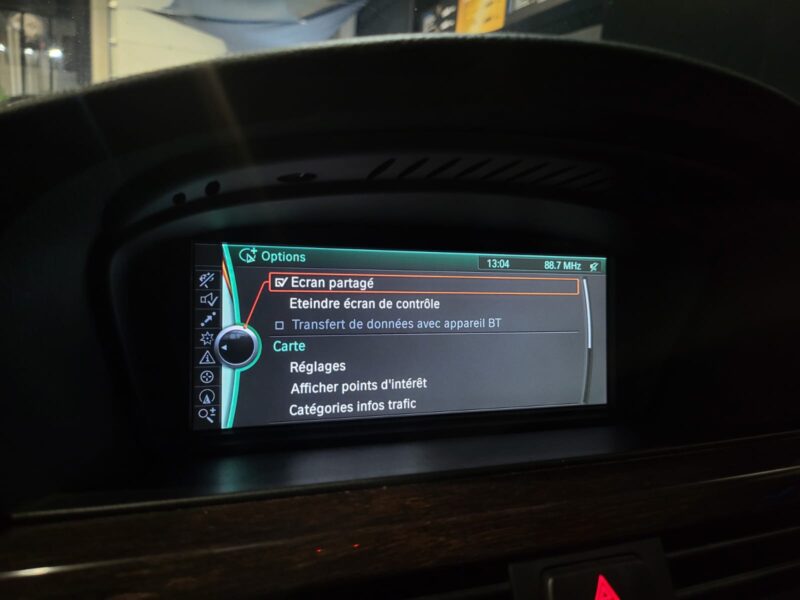 Options
13:04
88.7 MHz
Ecran partagé
Eteindre écran de contrôle
Transfert de données avec appareil BT
Carte
Réglages
Afficher points d'intérêt
Catégories infos trafic